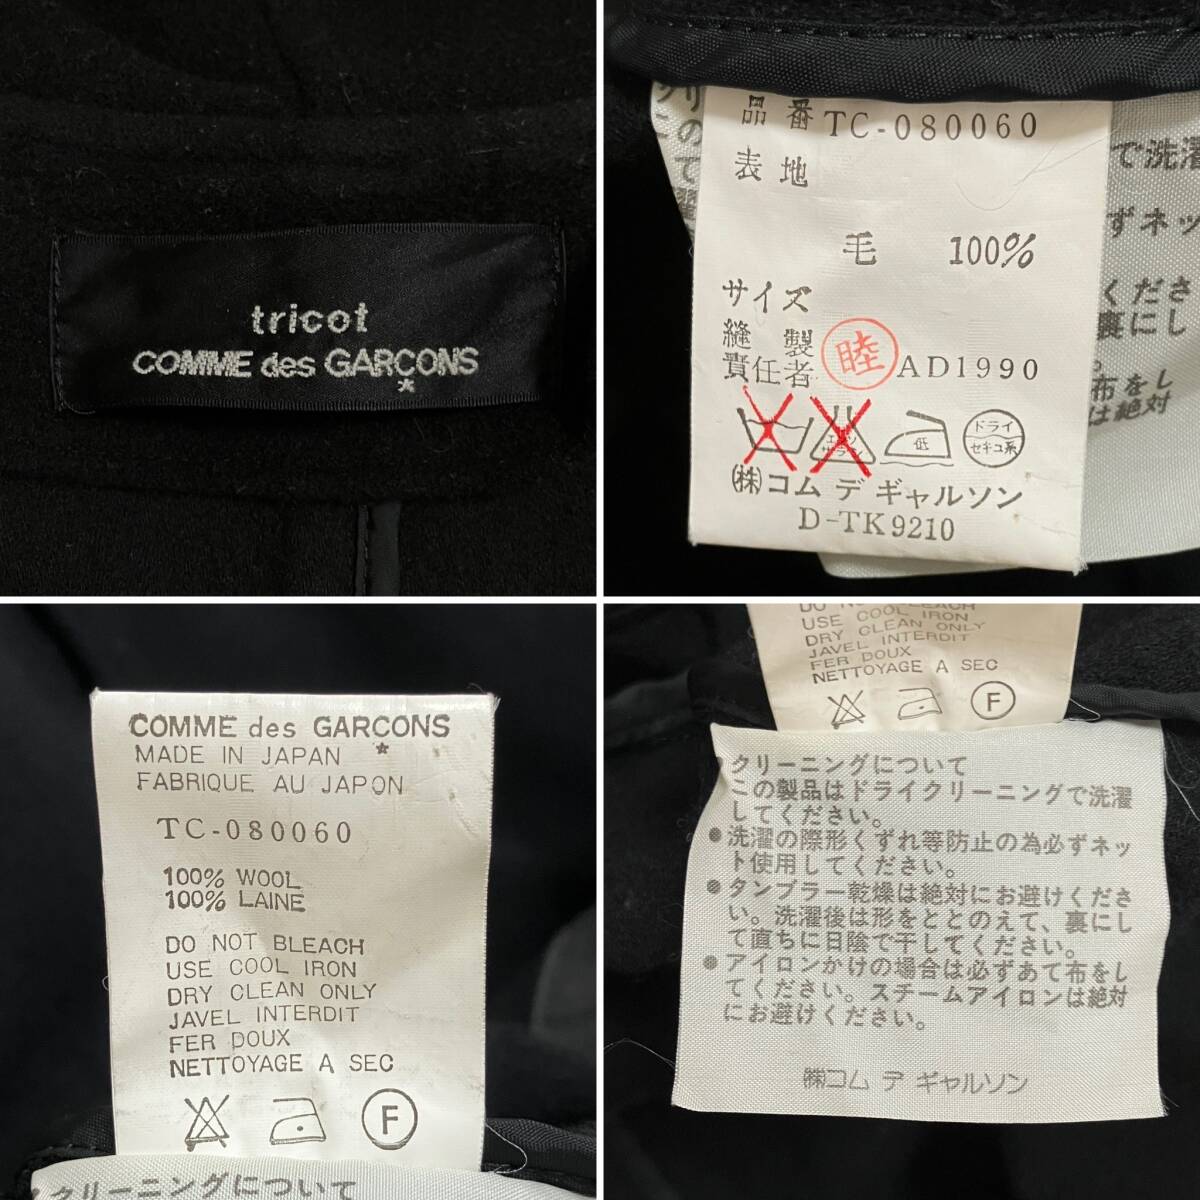 tricot
COMME des GARCONS
*
品番 TC-080060
表地
毛 100%
サイズ
縫製
責任者 睦 AD1990
低
ドライ
セキユ系
㈱コム デ ギャルソン
D-TK9210
で洗濯
ずネッ
くださ
裏にし
布をし
は絶対
COMME des GARCONS
*
MADE IN JAPAN
FABRIQUE AU JAPON
TC-080060
100% WOOL
100% LAINE
DO NOT BLEACH
USE COOL IRON
DRY CLEAN ONLY
JAVEL INTERDIT
FER DOUX
NETTOYAGE A SEC
F
クリーニングについて
DO NOT BLEACH
USE COOL IRON
DRY CLEAN ONLY
JAVEL INTERDIT
FER DOUX
NETTOYAGE A SEC
F
クリーニングについて
この製品はドライクリーニングで洗濯
してください。
●洗濯の際形くずれ等防止の為必ずネッ
ト使用してください。
●タンブラー乾燥は絶対にお避けくださ
い。洗濯後は形をととのえて、裏にし
て直ちに日陰で干してください。
●アイロンかけの場合は必ずあて布をし
てください。スチームアイロンは絶対
にお避けください。
㈱コム デ ギャルソン